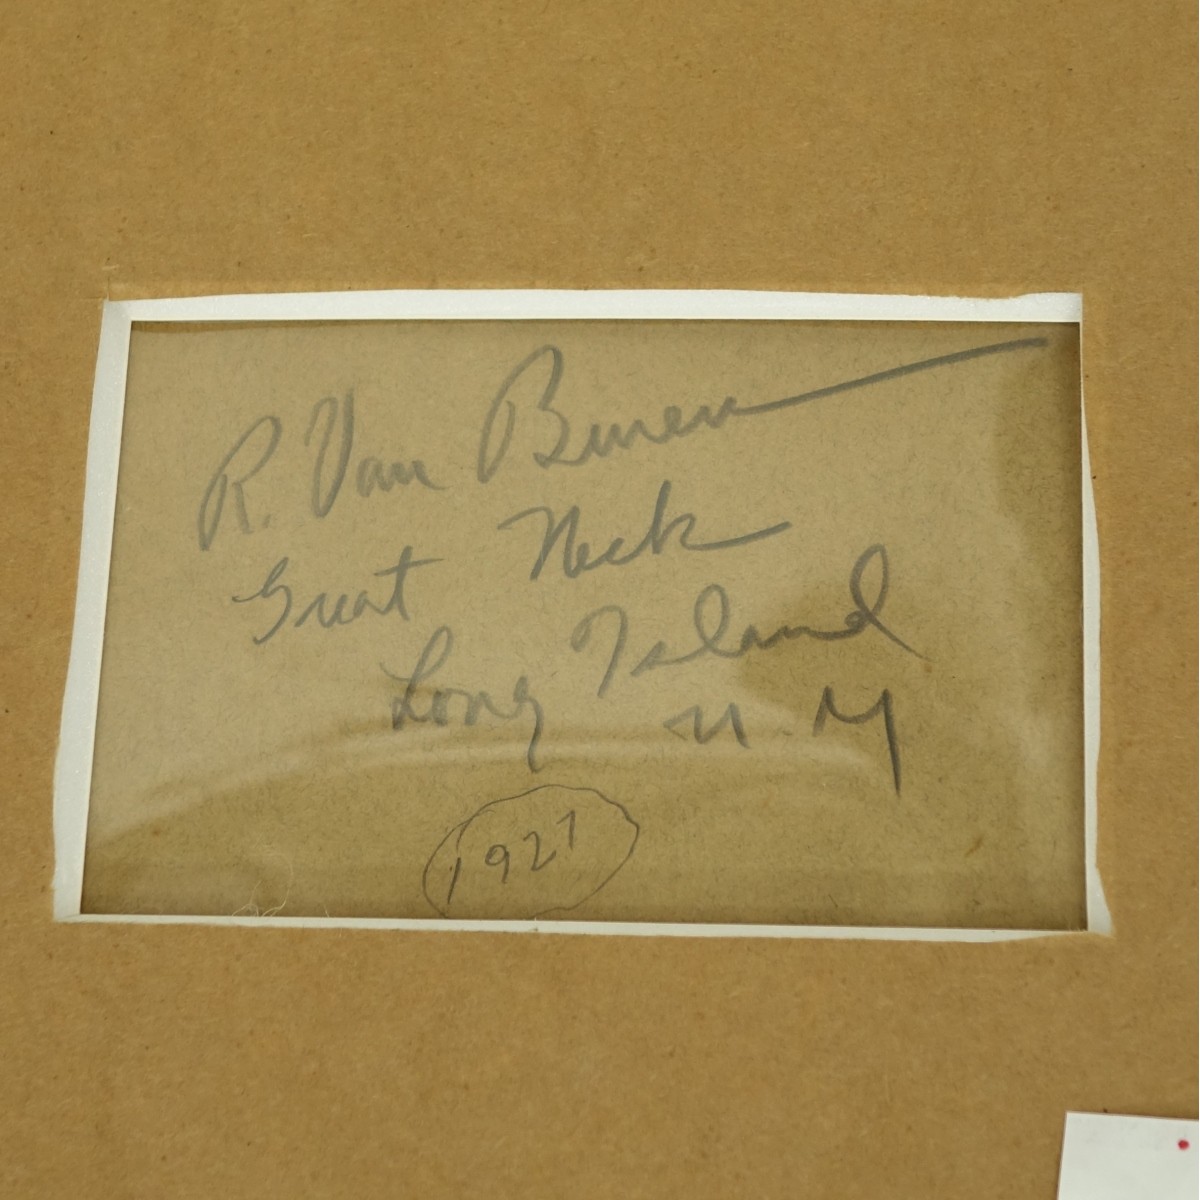 R. Van Buren
Great Neck
Long Island
N.Y
1927